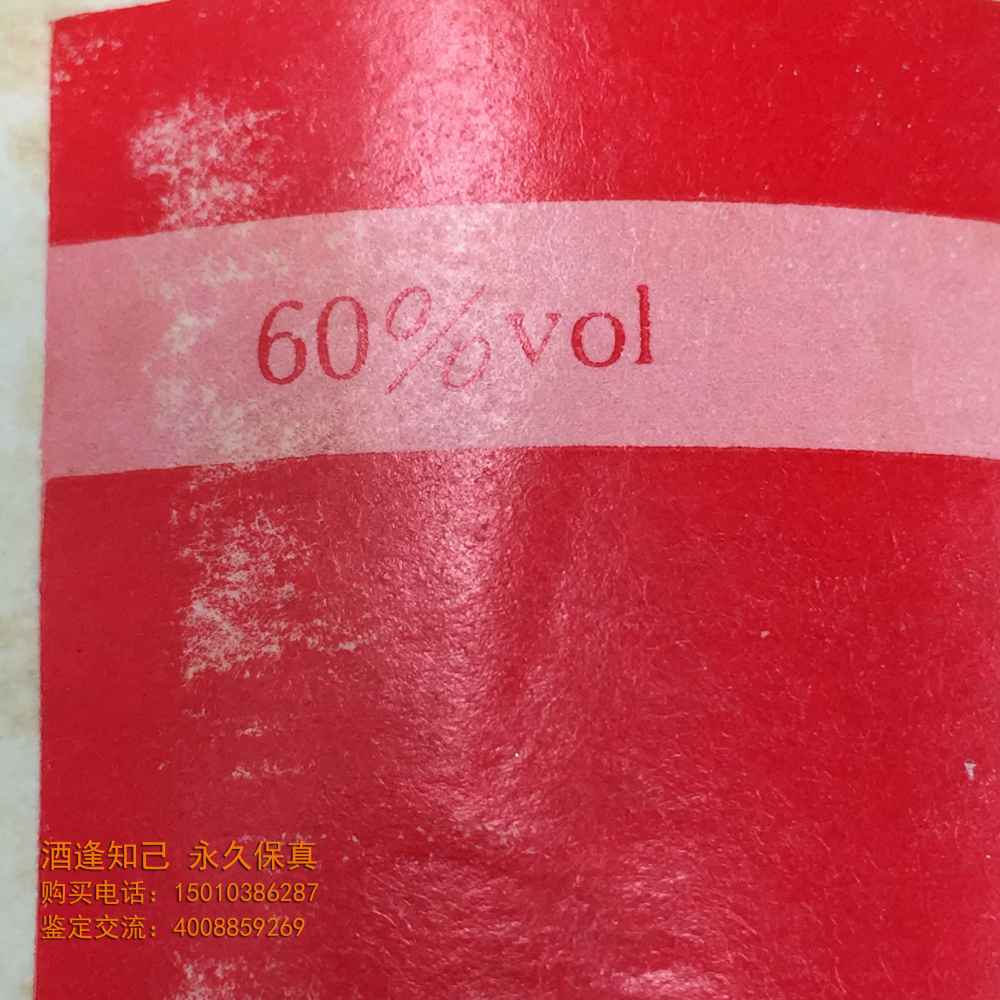 60%vol
酒逢知己 永久保真
购买电话：15010386287
鉴定交流：4008859269